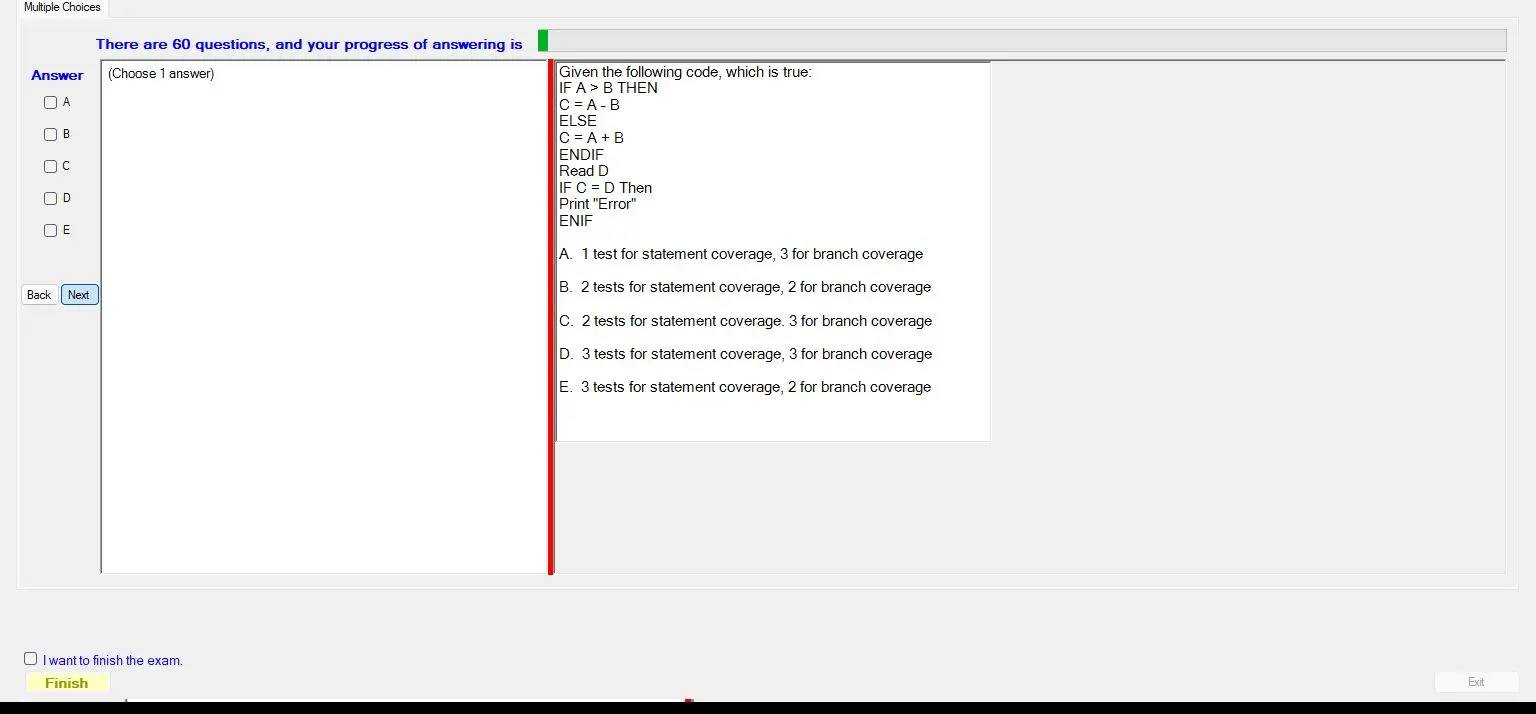 Multiple Choices
There are 60 questions, and your progress of answering is
Answer
A
B
C
D
E
Back
Next
(Choose 1 answer)
Given the following code, which is true:
IF A > B THEN
C = A - B
ELSE
C = A + B
ENDIF
Read D
IF C = D Then
Print "Error"
ENIF
A. 1 test for statement coverage, 3 for branch coverage
B. 2 tests for statement coverage, 2 for branch coverage
C. 2 tests for statement coverage. 3 for branch coverage
D. 3 tests for statement coverage, 3 for branch coverage
E. 3 tests for statement coverage, 2 for branch coverage
I want to finish the exam.
Finish
Exit